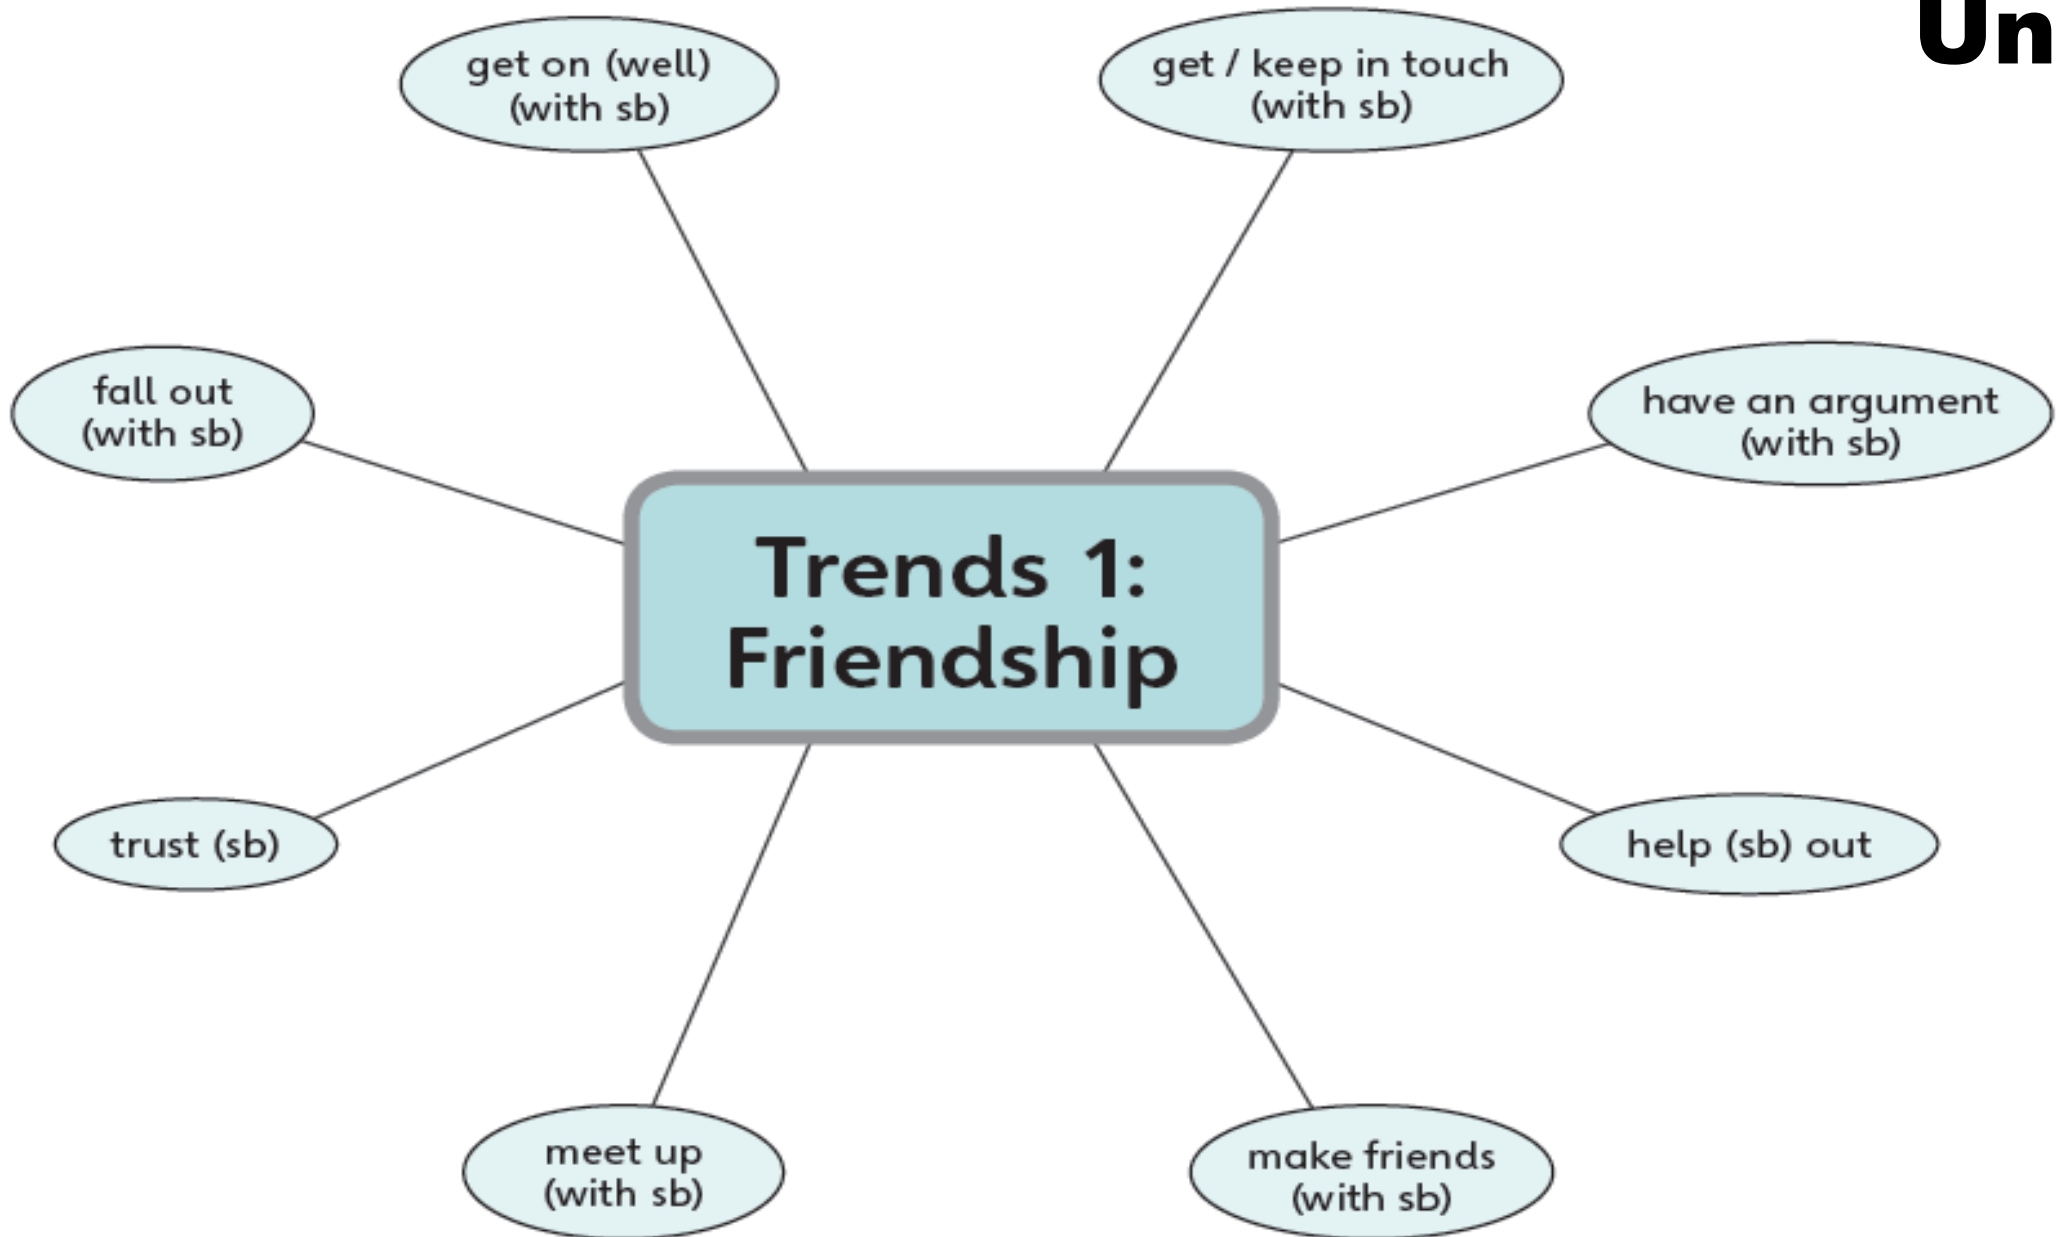 Un
get on (well)
(with sb)
get / keep in touch
(with sb)
fall out
(with sb)
have an argument
(with sb)
Trends 1:
Friendship
trust (sb)
help (sb) out
meet up
(with sb)
make friends
(with sb)